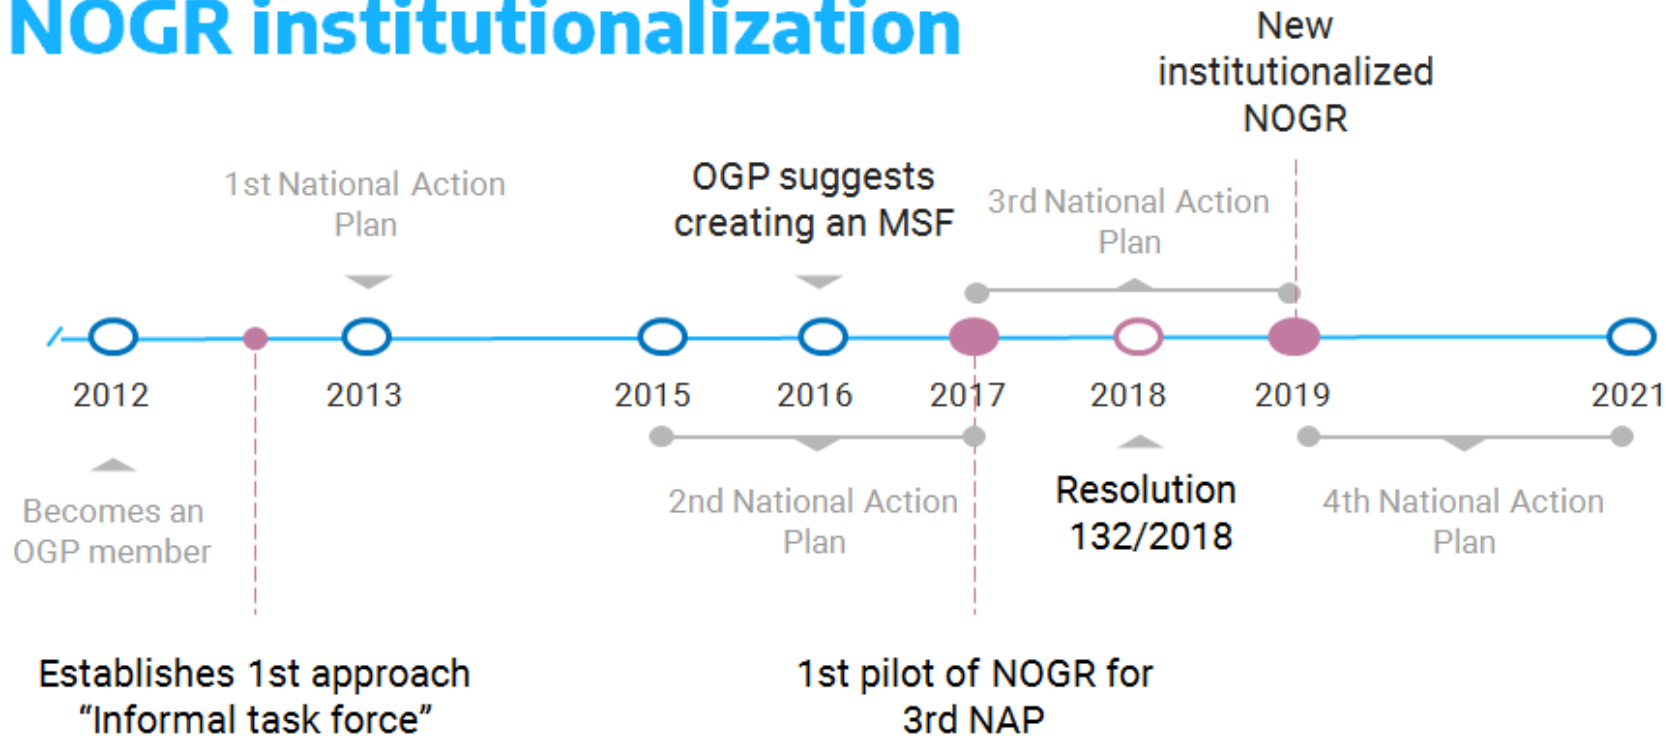 NOGR institutionalization
New
institutionalized
NOGR
1st National Action
Plan
OGP suggests
creating an MSF
3rd National Action
Plan
2012
2013
2015
2016
2017
2018
2019
2021
Becomes an
OGP member
2nd National Action
Plan
Resolution
132/2018
4th National Action
Plan
Establishes 1st approach
“Informal task force”
1st pilot of NOGR for
3rd NAP